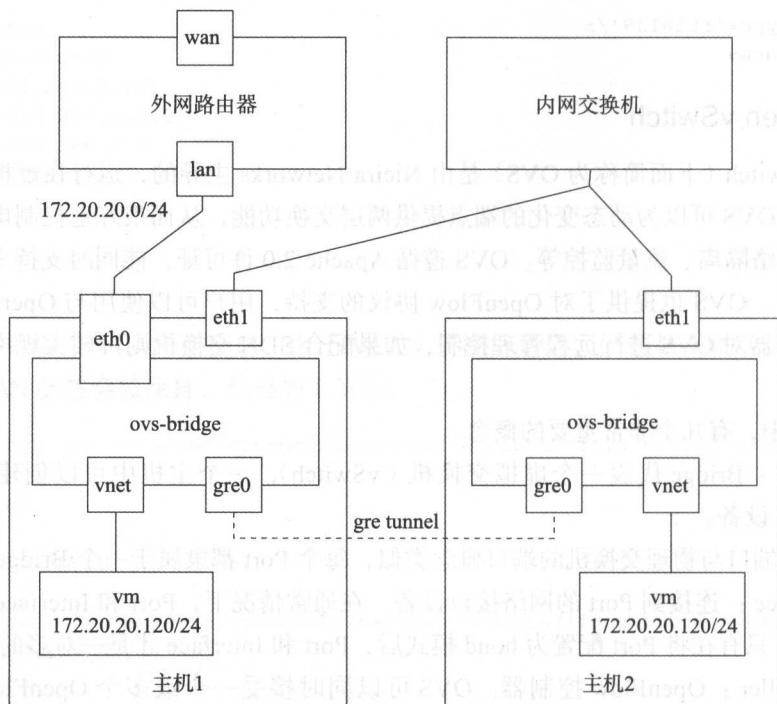 wan
外网路由器
内网交换机
lan
172.20.20.0/24
eth0
eth1
eth1
ovs-bridge
ovs-bridge
vnet
gre0
gre tunnel
gre0
vnet
vm
172.20.20.120/24
vm
172.20.20.120/24
主机1
主机2